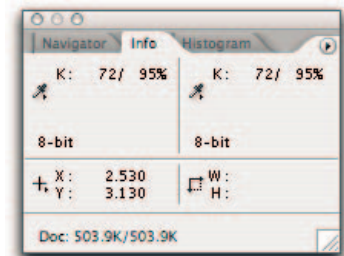 Navigator Info Histogram
K: 72/ 95% K: 72/ 95%
8-bit 8-bit
X: 2.530 W:
Y: 3.130 H:
Doc: 503.9K/503.9K